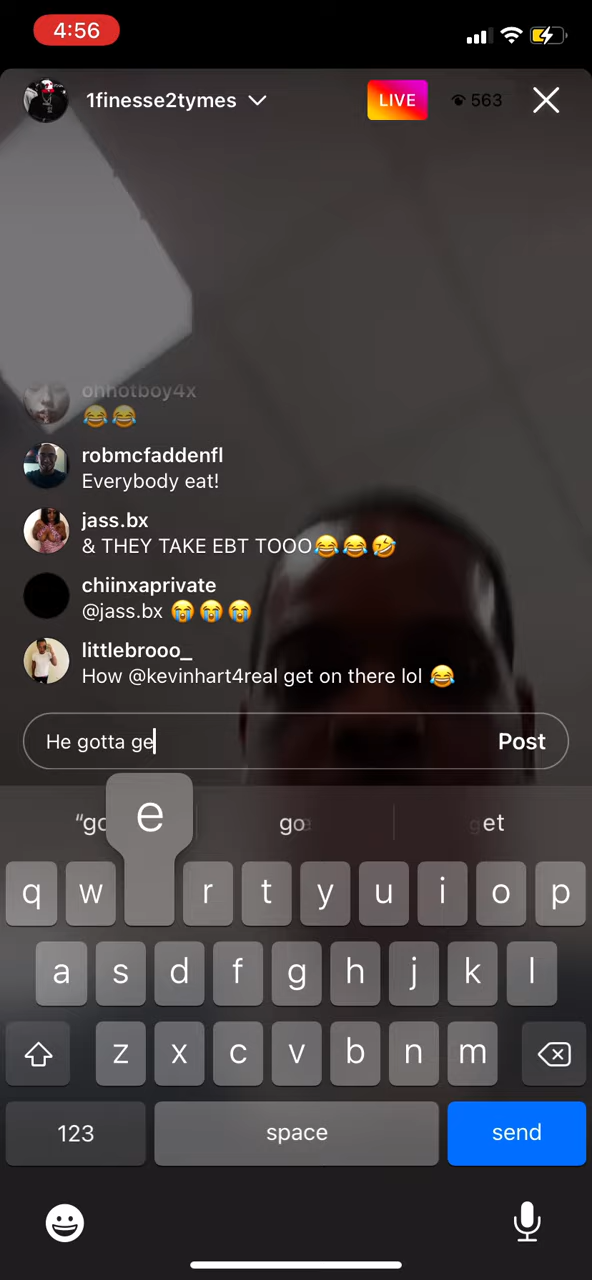 4:56
1finesse2tymes
LIVE
563
ohhotboy4x
😂😂
robmcfaddenfl
Everybody eat!
jass.bx
& THEY TAKE EBT TOOO😂😂🤣
chiinxaprivate
@jass.bx 😭😭😭
littlebrooo_
How @kevinhart4real get on there lol 😂
He gotta ge
Post
e
go
get
q w r t y u i o p
a s d f g h j k l
z x c v b n m
123
space
send